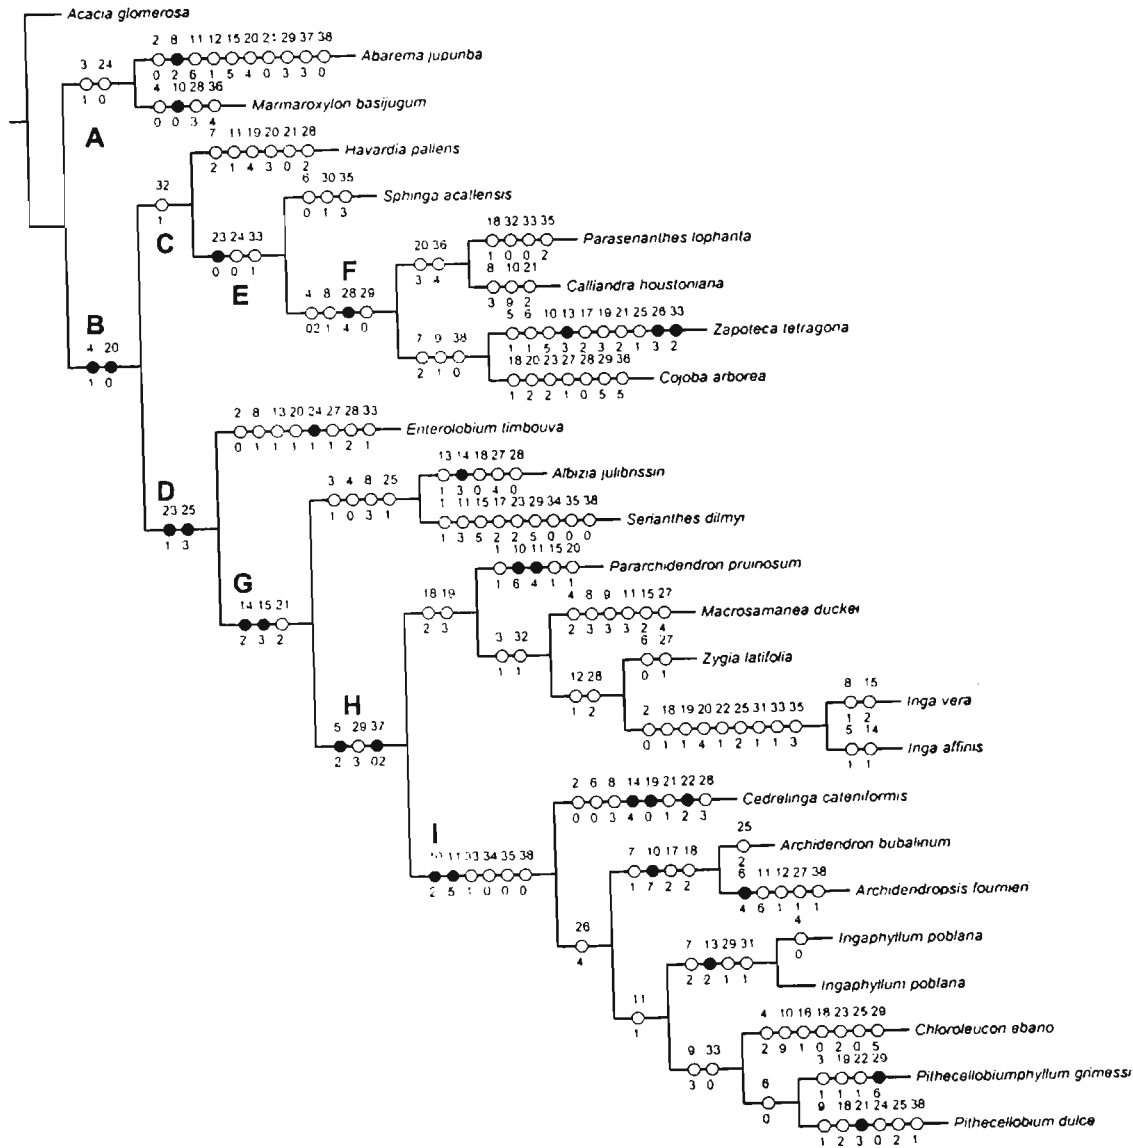 Acacia glomerosa
2 8 11 12 15 20 21 29 37 38
3 24
Abarema jupunba
0 2 6 1 5 4 0 3 3 0
1 0
4 10 28 36
Marmaroxylon basijugum
0 0 3 4
A
7 11 19 20 21 28
Havardia pallens
2 1 4 3 0 2
32
6 30 35
Sphinga acatlensis
1
0 1 3
C
23 24 33
0 0 1
E
18 32 33 35
20 36
Parasenanthes lophanta
1 0 0 2
3 4
8 10 21
Calliandra houstoniana
3 9 2
F
4 8 28 29
02 1 4 0
5 6 10 13 17 19 21 25 26 33
Zapoteca tetragona
1 1 5 3 2 3 2 1 3 2
7 9 38
2 1 0
18 20 23 27 28 29 36
Cojoba arborea
1 2 2 1 0 5 5
B
4 20
1 0
2 8 13 20 24 27 28 33
Enterolobium timbouva
0 1 1 1 1 1 2 1
13 14 18 27 28
Albizia julibrissin
1 3 0 4 0
3 4 8 25
1 0 3 1
1 11 15 17 23 29 34 35 38
Serianthes dilmyi
1 3 5 2 2 5 0 0 0
D
23 25
1 3
1 10 11 15 20
Pararchidendron pruinosum
1 6 4 1 1
G
14 15 21
2 3 2
18 19
2 3
4 8 9 11 15 27
Macrosamanea duckei
2 3 3 3 2 4
3 32
1 1
6 27
Zygia latifolia
0 1
12 28
1 2
2 18 19 20 22 25 31 33 35
0 1 1 4 1 2 1 1 3
8 15
Inga vera
1 2
5 14
Inga affinis
1 1
H
5 29 37
2 3 02
2 6 8 14 19 21 22 28
Cedrelinga cateniformis
0 0 3 4 0 1 2 3
I
10 11 33 34 35 38
2 5 1 0 0 0
25
Archidendron bubalinum
2
7 10 17 18
1 7 2 2
6 11 12 27 38
Archidendropsis fournieri
4 6 1 1 1
26
4
4
Ingaphyllum poblana
0
7 13 29 31
2 2 1 1
Ingaphyllum poblana
11
1
4 10 16 18 23 25 29
Chloroleucon ebano
2 9 1 0 2 0 5
9 33
3 0
3 19 22 29
Pithecellobiumphyllum grimessi
1 1 1 6
6
0
9 18 21 24 25 38
Pithecellobium dulce
1 2 3 0 2 1